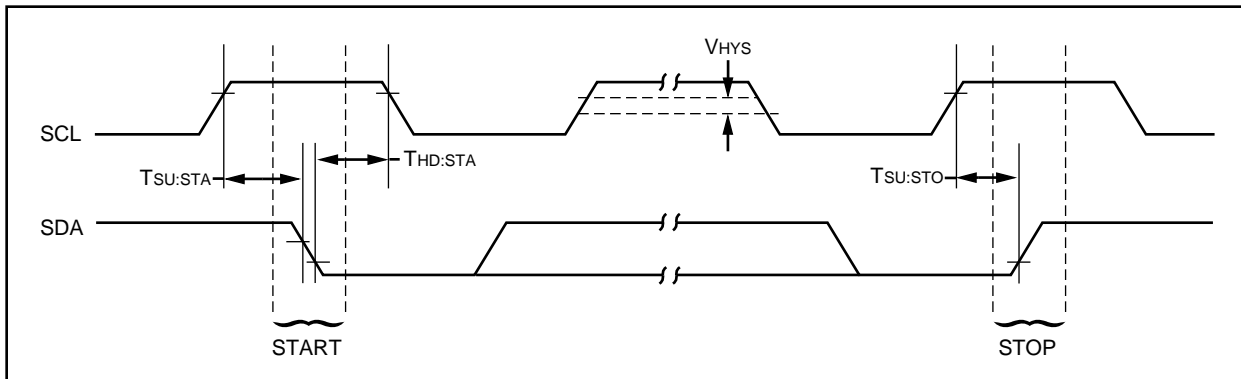 VHYS
SCL
THD:STA
TSU:STA
TSU:STO
SDA
START
STOP